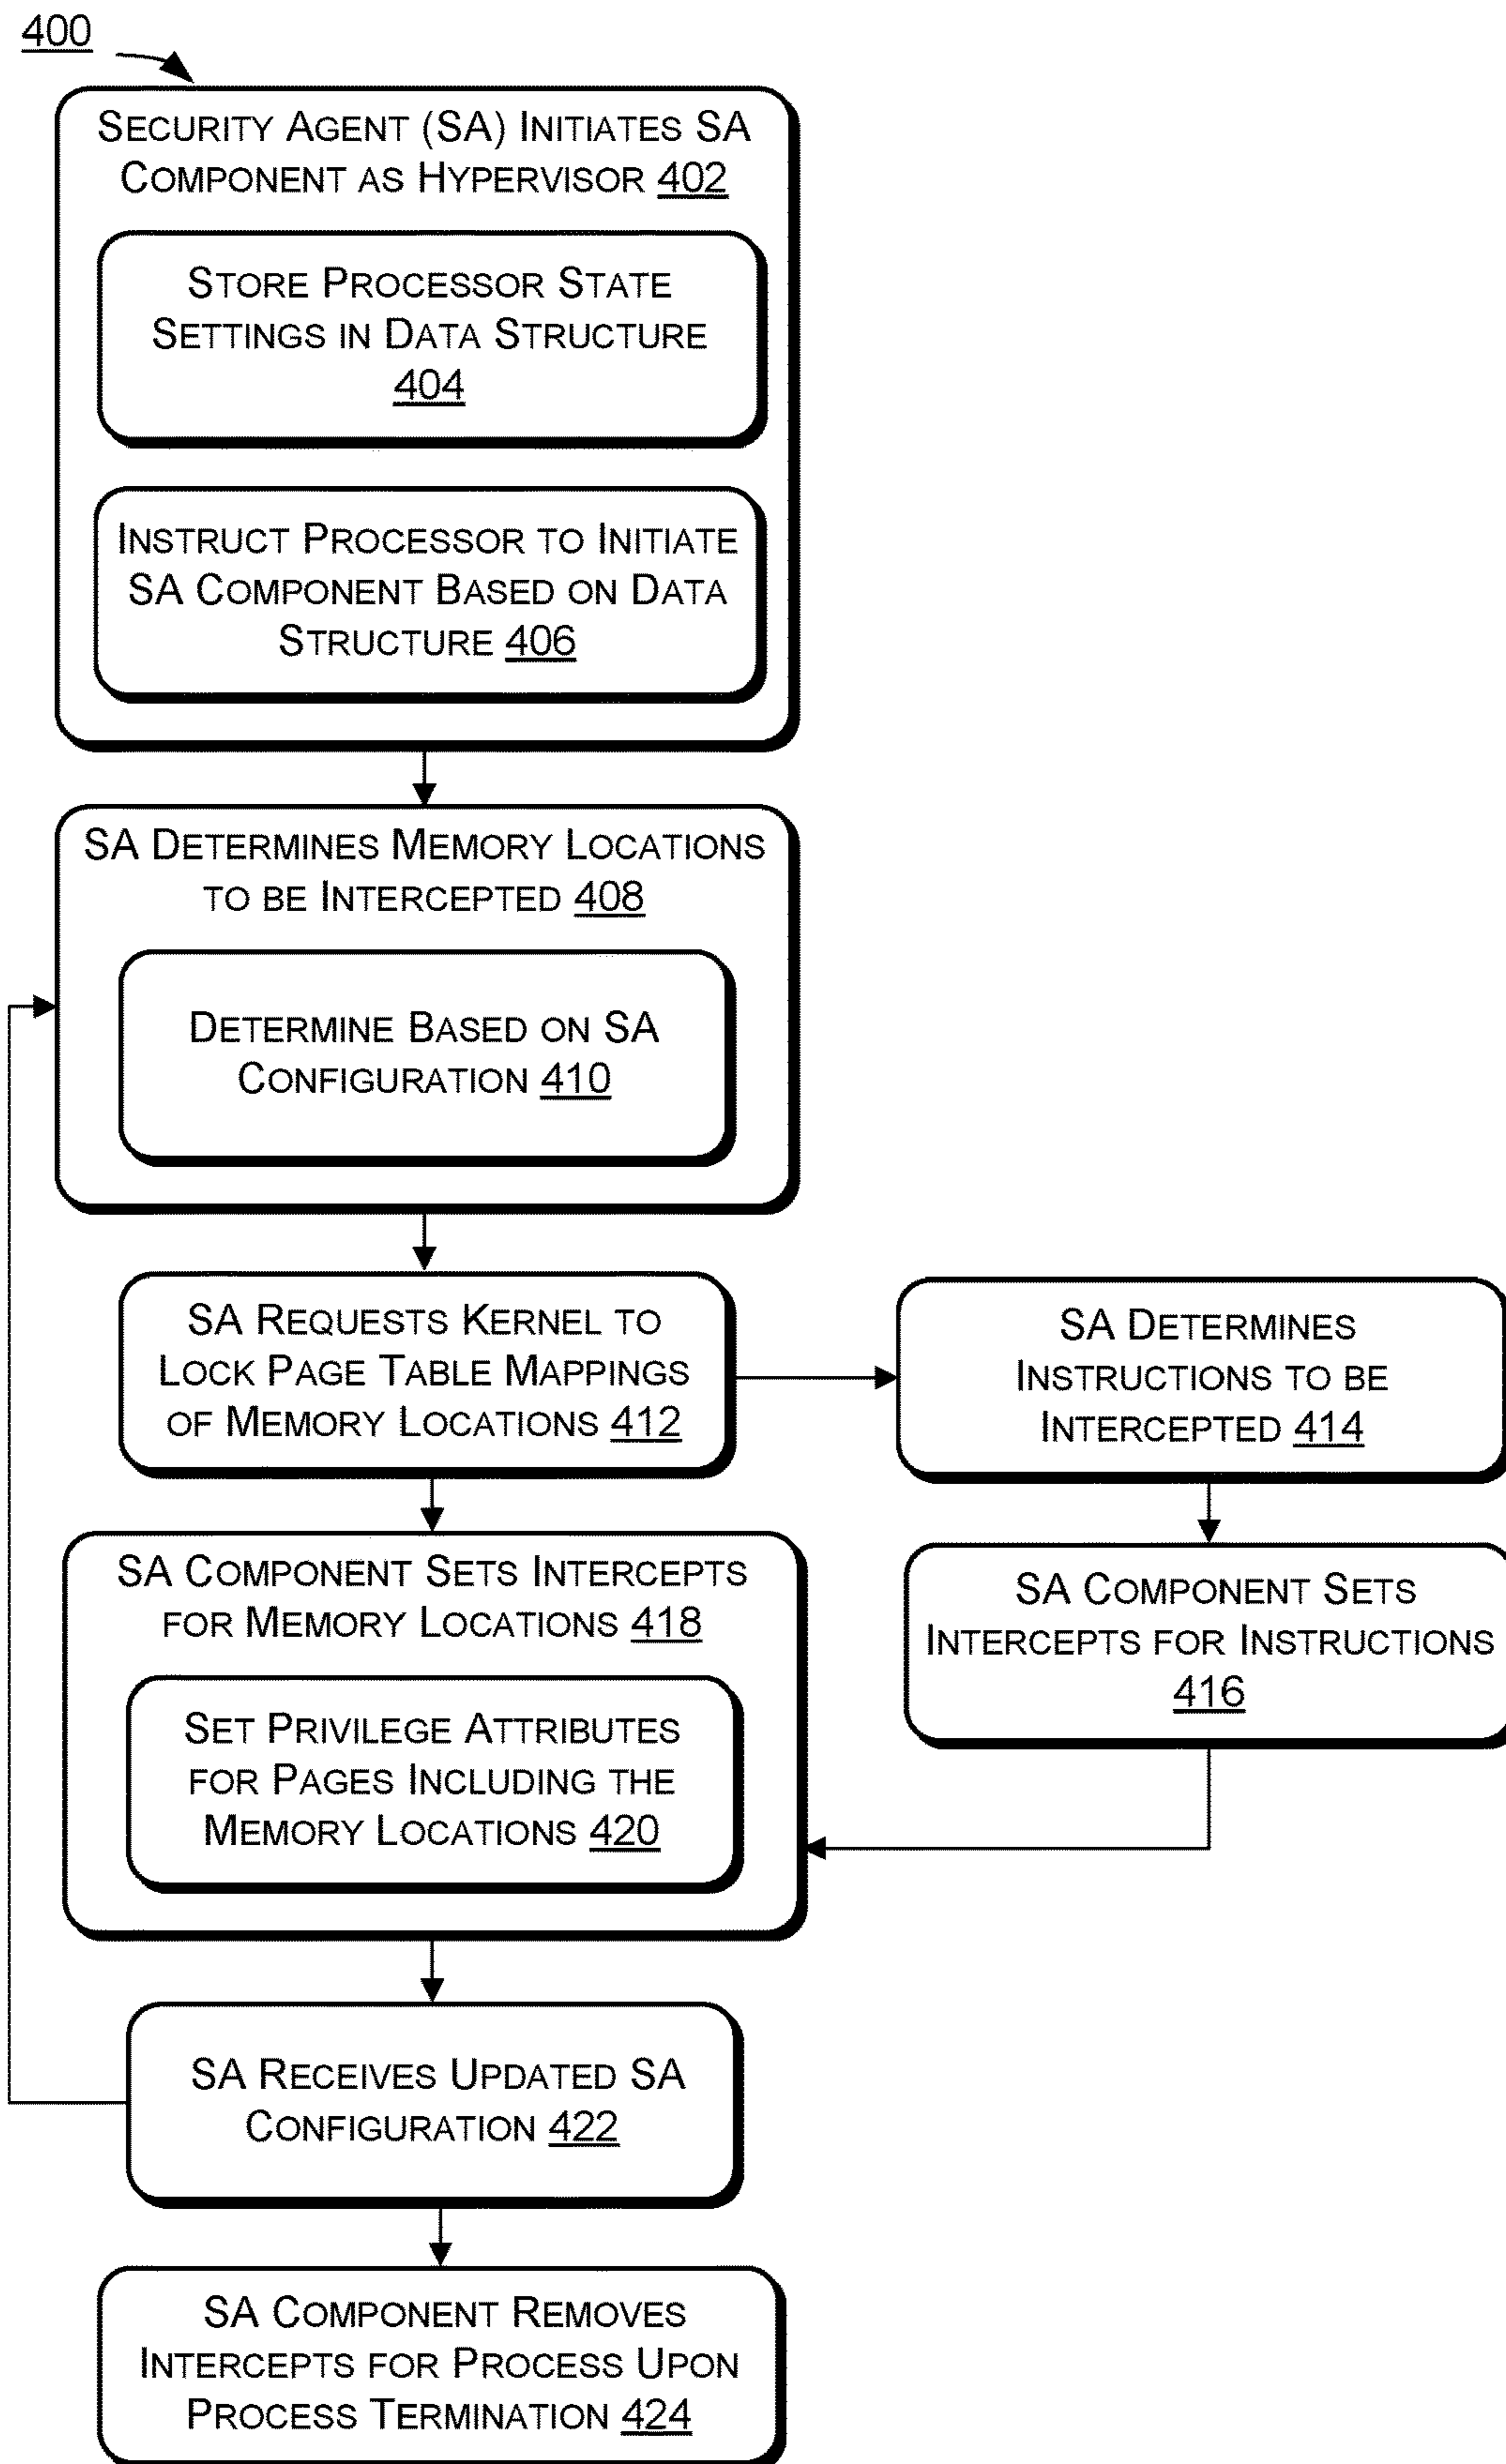 400
SECURITY AGENT (SA) INITIATES SA
COMPONENT AS HYPERVISOR 402
STORE PROCESSOR STATE
SETTINGS IN DATA STRUCTURE
404
INSTRUCT PROCESSOR TO INITIATE
SA COMPONENT BASED ON DATA
STRUCTURE 406
SA DETERMINES MEMORY LOCATIONS
TO BE INTERCEPTED 408
DETERMINE BASED ON SA
CONFIGURATION 410
SA REQUESTS KERNEL TO
LOCK PAGE TABLE MAPPINGS
OF MEMORY LOCATIONS 412
SA DETERMINES
INSTRUCTIONS TO BE
INTERCEPTED 414
SA COMPONENT SETS
INTERCEPTS FOR INSTRUCTIONS
416
SA COMPONENT SETS INTERCEPTS
FOR MEMORY LOCATIONS 418
SET PRIVILEGE ATTRIBUTES
FOR PAGES INCLUDING THE
MEMORY LOCATIONS 420
SA RECEIVES UPDATED SA
CONFIGURATION 422
SA COMPONENT REMOVES
INTERCEPTS FOR PROCESS UPON
PROCESS TERMINATION 424